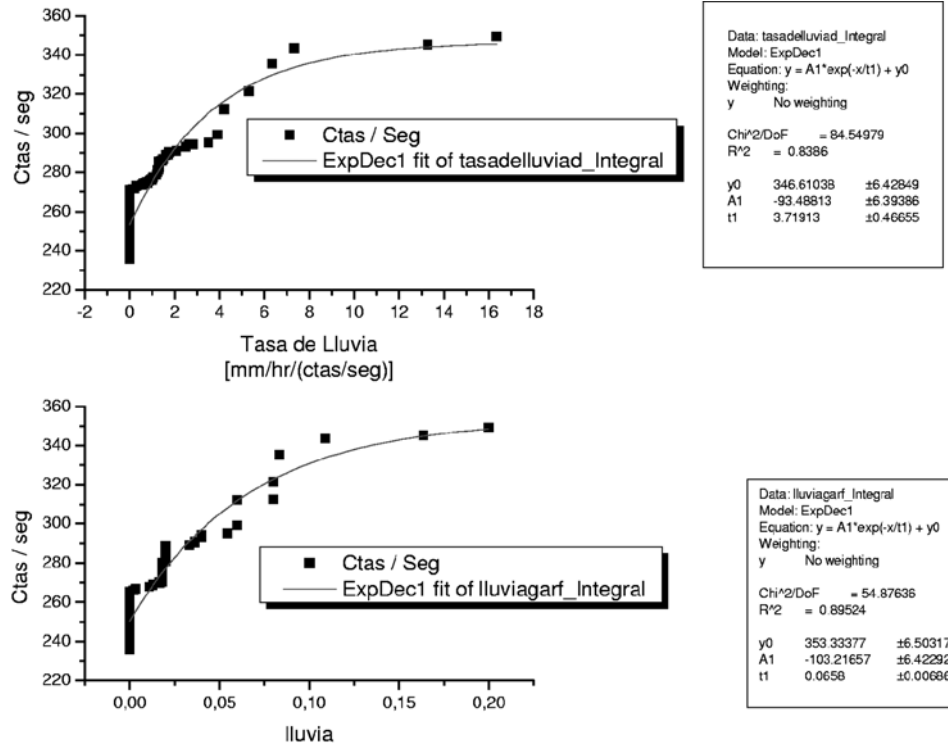 360
340
320
300
280
260
240
220
Ctas / seg
-2 0 2 4 6 8 10 12 14 16 18
Tasa de Lluvia
[mm/hr/(ctas/seg)]
Ctas / Seg
ExpDec1 fit of tasadelluviad_Integral
Data: tasadelluviad_Integral
Model: ExpDec1
Equation: y = A1*exp(-x/t1) + y0
Weighting:
y No weighting
Chi^2/DoF = 84.54979
R^2 = 0.8386
y0 346.61038 ±6.42849
A1 -93.48813 ±6.39386
t1 3.71913 ±0.46655
360
340
320
300
280
260
240
220
Ctas / seg
0,00 0,05 0,10 0,15 0,20
lluvia
Ctas / Seg
ExpDec1 fit of lluviagarf_Integral
Data: lluviagarf_Integral
Model: ExpDec1
Equation: y = A1*exp(-x/t1) + y0
Weighting:
y No weighting
Chi^2/DoF = 54.87636
R^2 = 0.89524
y0 353.33377 ±6.50317
A1 -103.21657 ±6.42292
t1 0.0658 ±0.00686